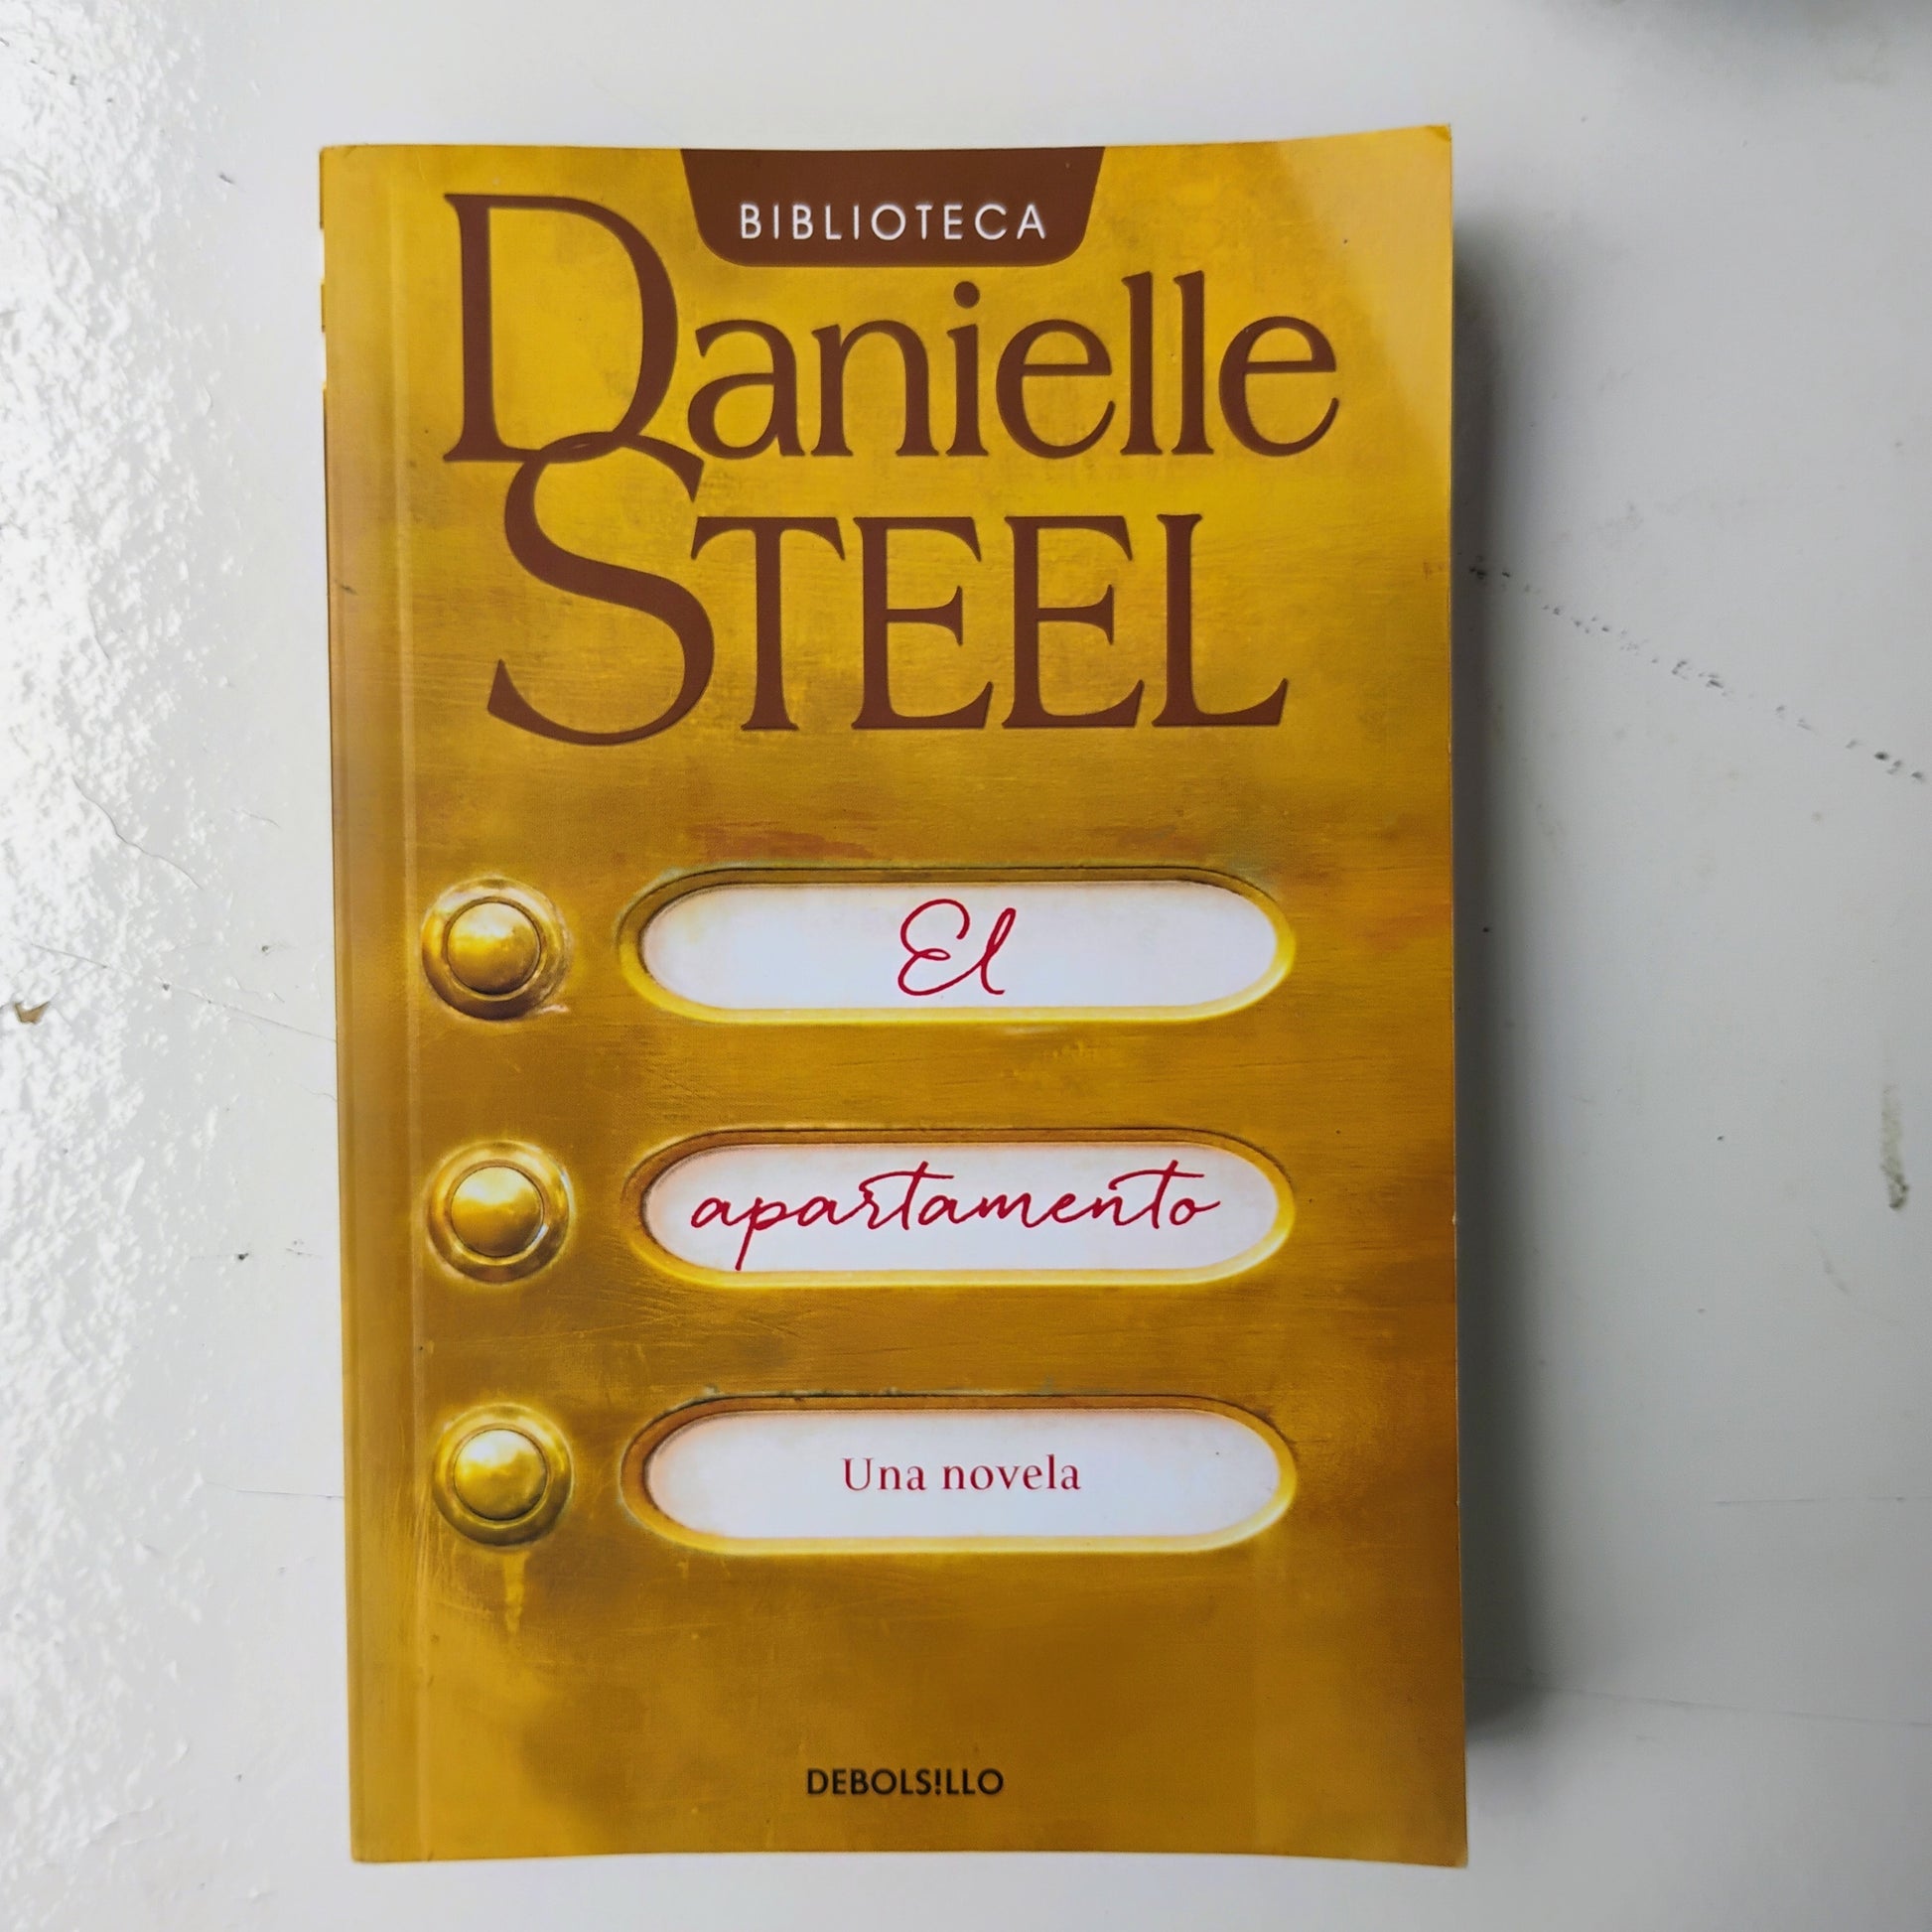 BIBLIOTECA
Danielle
STEEL
El
apartamento
Una novela
DEBOLS!LLO